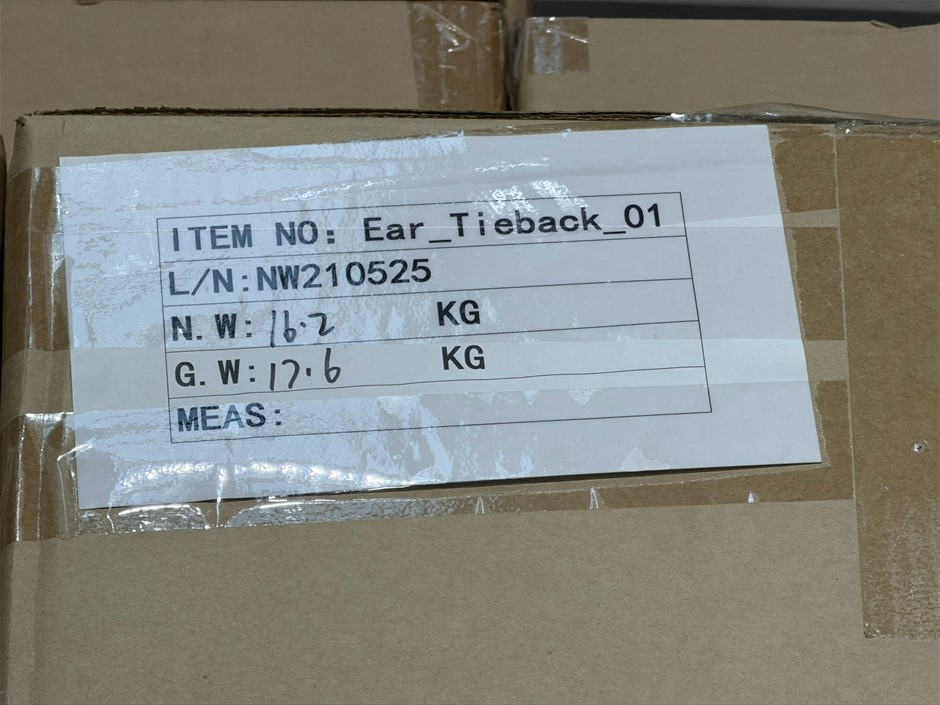 ITEM NO: Ear_Tieback_01
L/N:NW210525
N.W: 16.2 KG
G.W: 17.6 KG
MEAS: